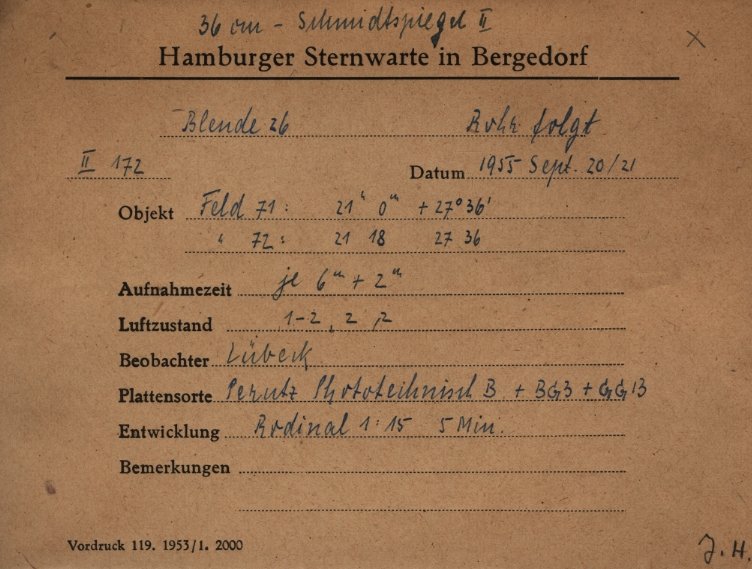 36 cm - Schmidtspiegel II
x
Hamburger Sternwarte in Bergedorf
Blende 26 Rohr folgt
II 172 Datum 1955 Sept. 20/21
Objekt Feld 71: 21ʰ 0ᵐ +27° 36'
" 72: 21 18 27 36
Aufnahmezeit je 6ᵐ + 2ᵐ
Luftzustand 1-2, 2, 2
Beobachter Lübeck
Plattensorte Perutz Phototechnisch B + BG3 + GG13
Entwicklung Rodinal 1:15 5 Min.
Bemerkungen
Vordruck 119. 1953/1. 2000
J. H.